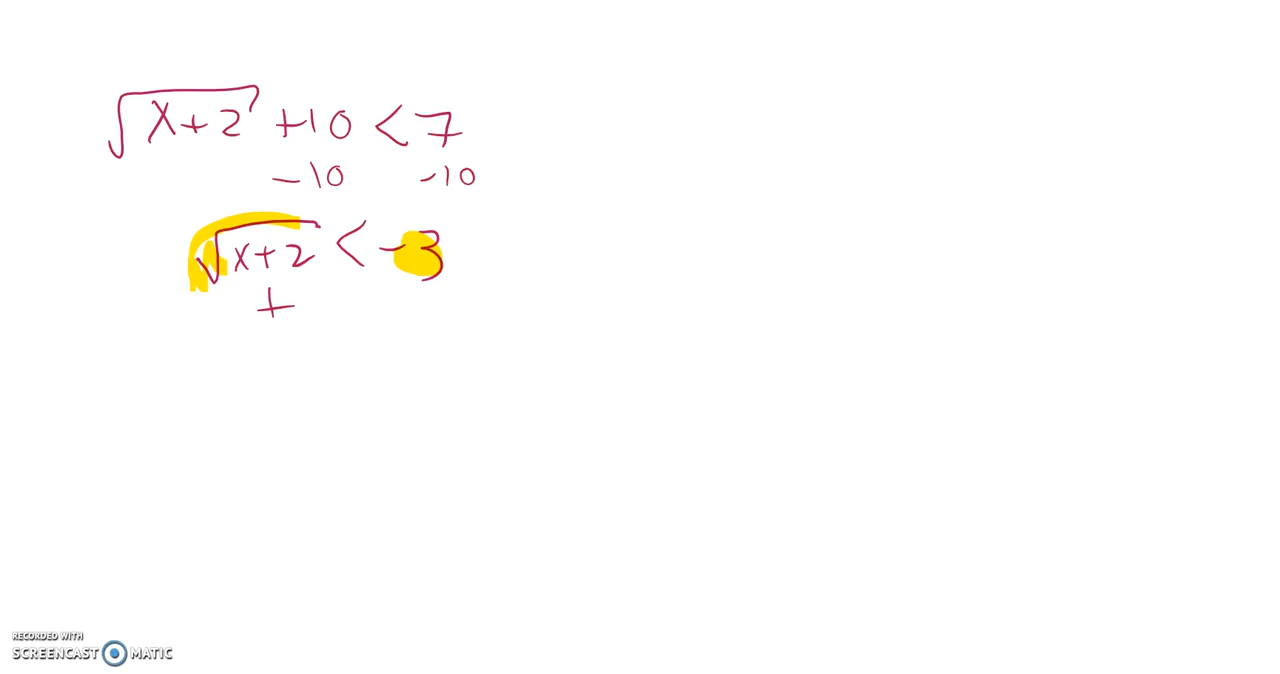 √(x+2) +10 < 7
-10 -10
√(x+2) < -3
+
RECORDED WITH
SCREENCAST MATIC